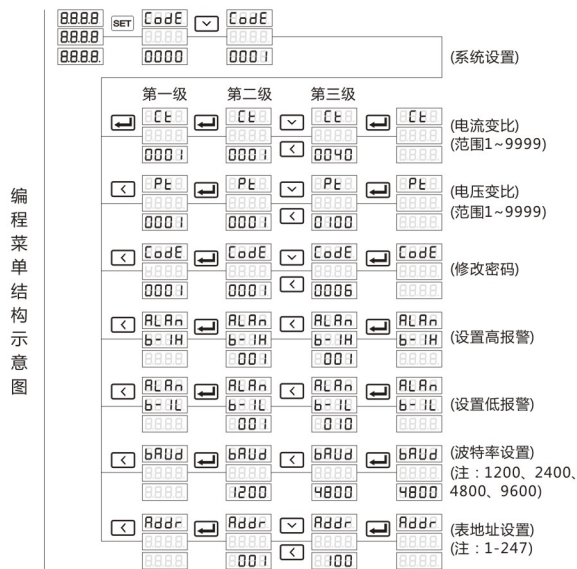 8.8.8.8 SET CodE CodE
8.8.8.8
8.8.8.8. 0000 0001
(系统设置)
第一级 第二级 第三级
Ct Ct Ct Ct
(电流变比)
(范围1~9999)
0001 0001 0040
Pt Pt Pt Pt
(电压变比)
(范围1~9999)
0001 0001 0100
CodE CodE CodE CodE
(修改密码)
0001 0001 0006
ALAn ALAn ALAn ALAn
b-1H b-1H b-1H b-1H
(设置高报警)
001 001
ALAn ALAn ALAn ALAn
b-1L b-1L b-1L b-1L
(设置低报警)
001 010
bAUd bAUd bAUd bAUd
(波特率设置)
(注：1200、2400、
4800、9600)
1200 4800 4800
Addr Addr Addr Addr
(表地址设置)
(注：1-247)
001 100
编程菜单结构示意图